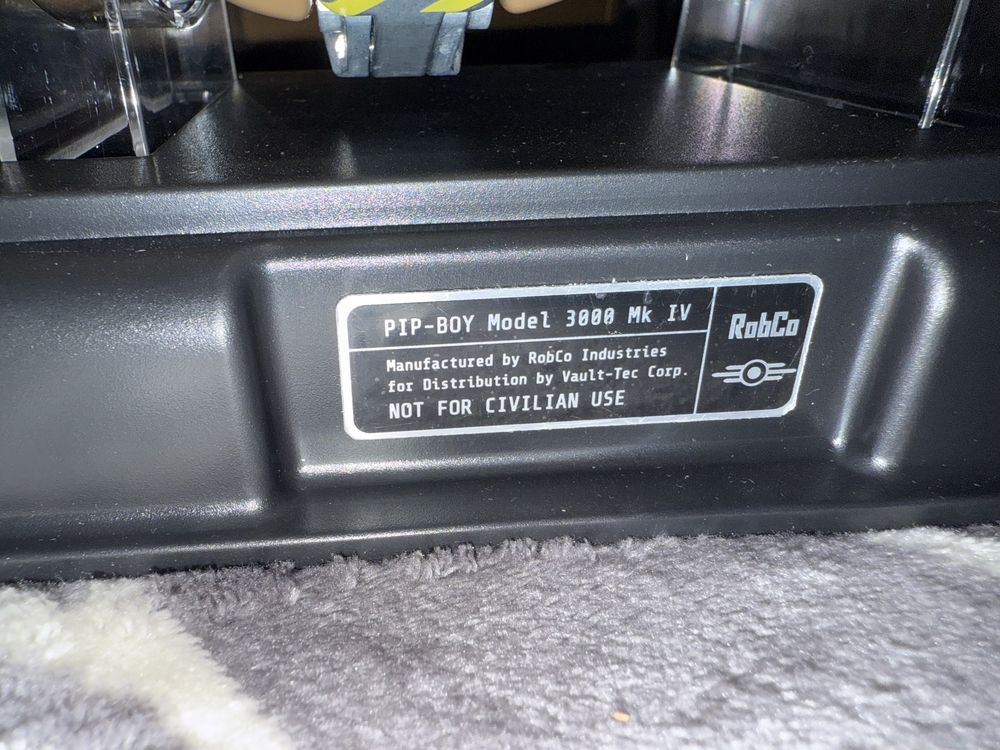 PIP-BOY Model 3000 Mk IV
Manufactured by RobCo Industries
for Distribution by Vault-Tec Corp.
NOT FOR CIVILIAN USE
RobCo